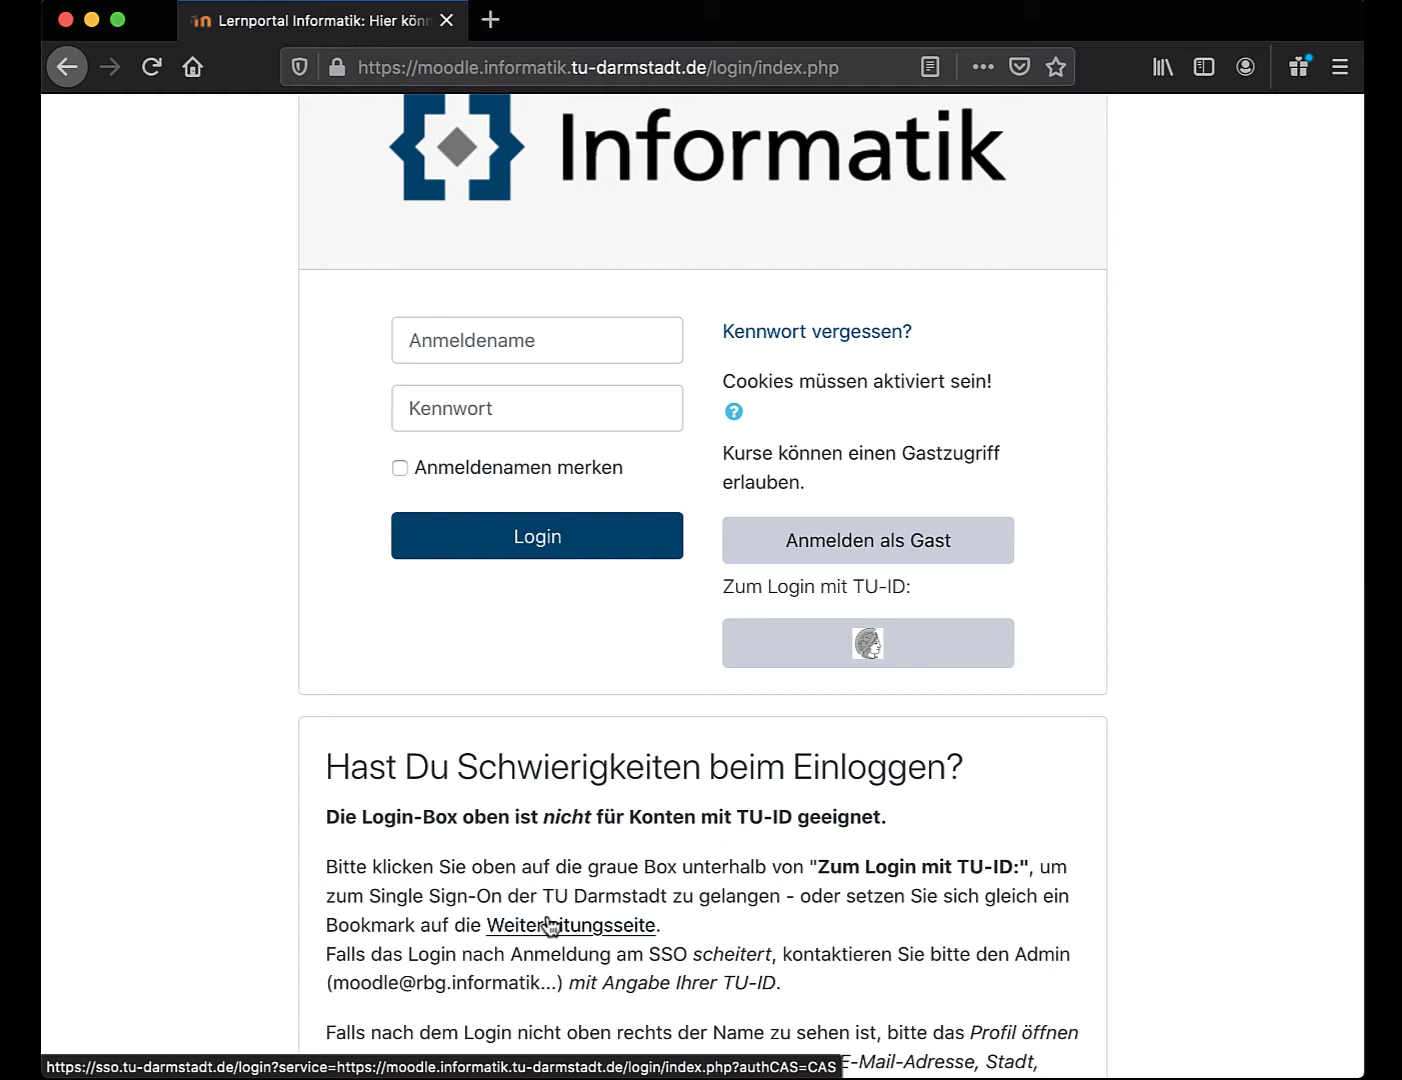 Lernportal Informatik: Hier könn
https://moodle.informatik.tu-darmstadt.de/login/index.php
Informatik
Anmeldename
Kennwort
Anmeldenamen merken
Login
Kennwort vergessen?
Cookies müssen aktiviert sein!
?
Kurse können einen Gastzugriff
erlauben.
Anmelden als Gast
Zum Login mit TU-ID:
Hast Du Schwierigkeiten beim Einloggen?
Die Login-Box oben ist nicht für Konten mit TU-ID geeignet.
Bitte klicken Sie oben auf die graue Box unterhalb von "Zum Login mit TU-ID:", um
zum Single Sign-On der TU Darmstadt zu gelangen - oder setzen Sie sich gleich ein
Bookmark auf die Weiterleitungsseite.
Falls das Login nach Anmeldung am SSO scheitert, kontaktieren Sie bitte den Admin
(moodle@rbg.informatik...) mit Angabe Ihrer TU-ID.
Falls nach dem Login nicht oben rechts der Name zu sehen ist, bitte das Profil öffnen
E-Mail-Adresse, Stadt,
https://sso.tu-darmstadt.de/login?service=https://moodle.informatik.tu-darmstadt.de/login/index.php?authCAS=CAS